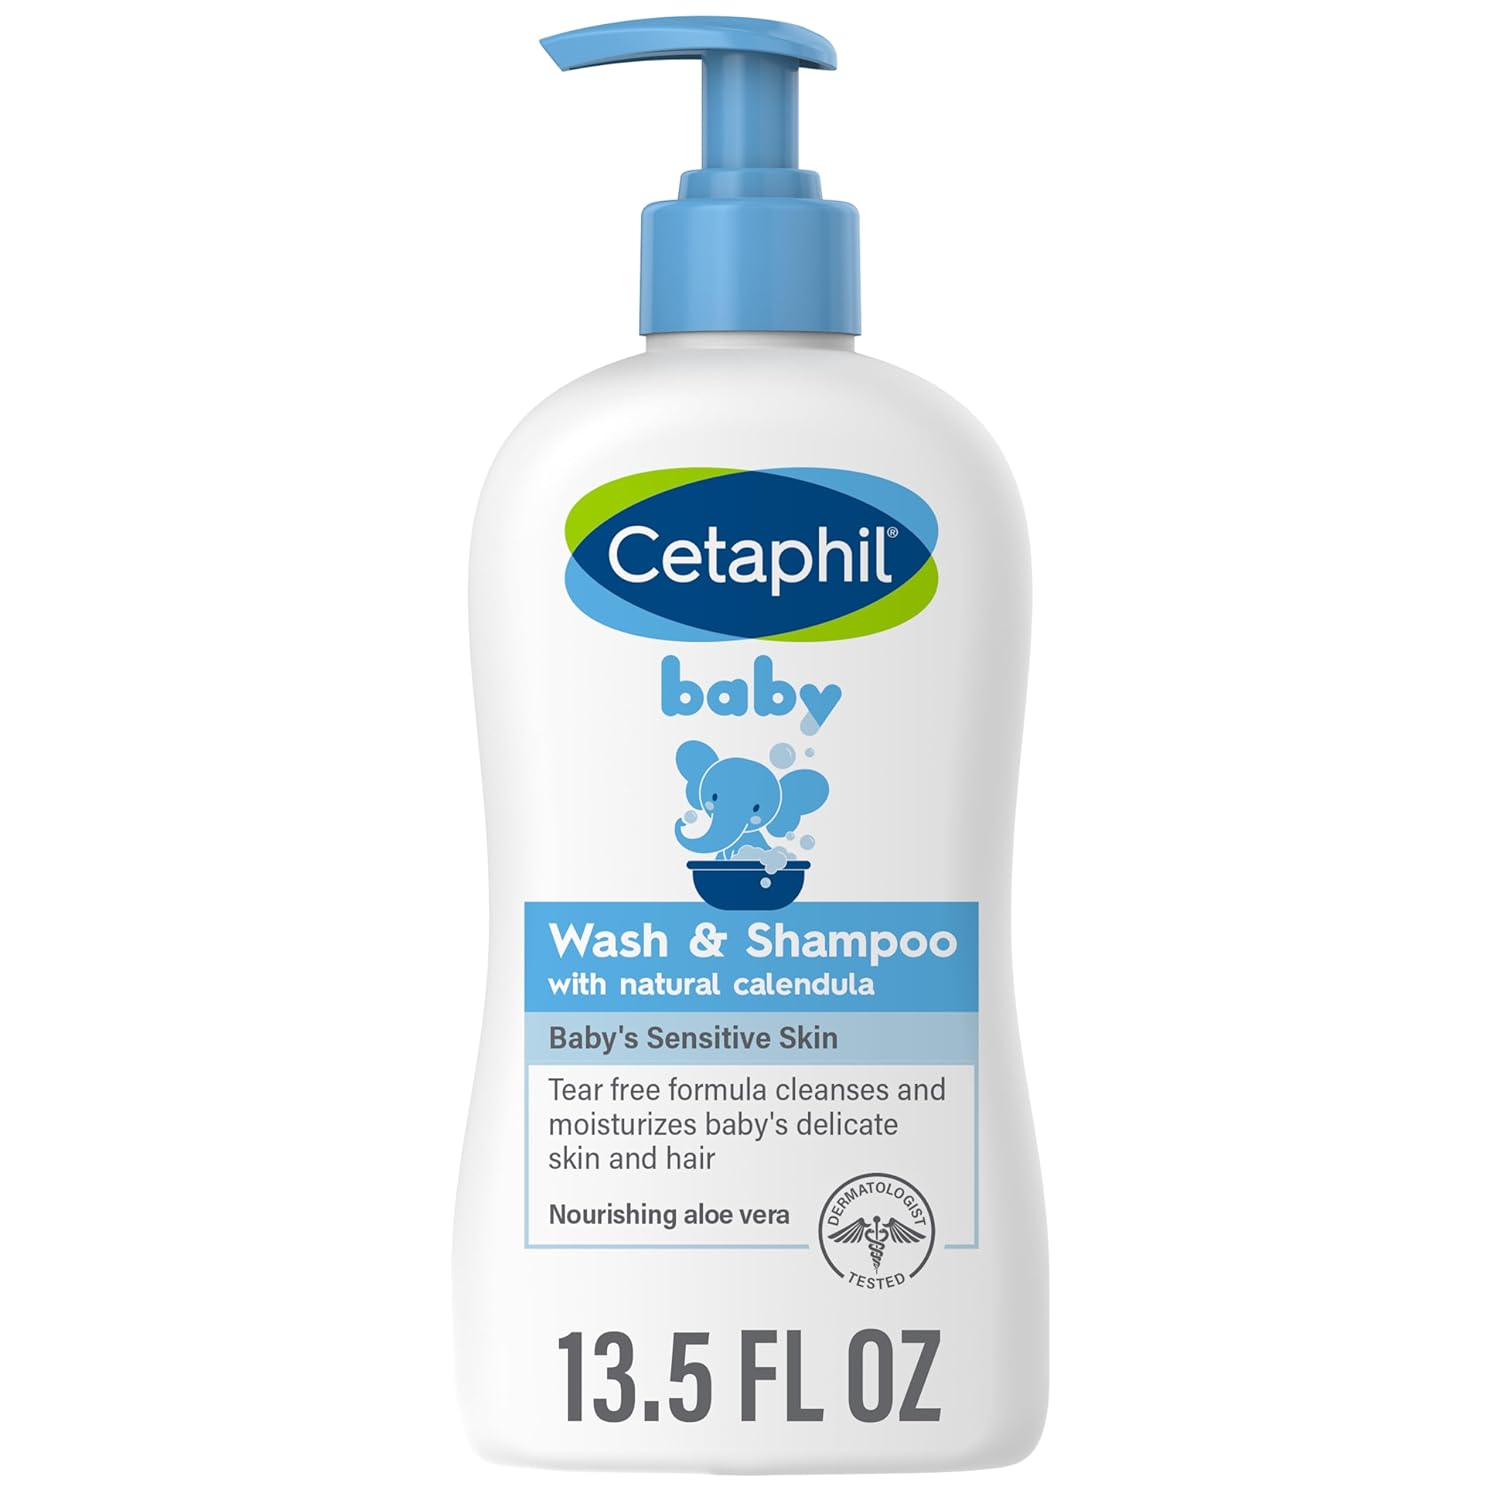 Cetaphil®
baby
Wash & Shampoo
with natural calendula
Baby's Sensitive Skin
Tear free formula cleanses and
moisturizes baby's delicate
skin and hair
Nourishing aloe vera
DERMATOLOGIST
TESTED
13.5 FL OZ